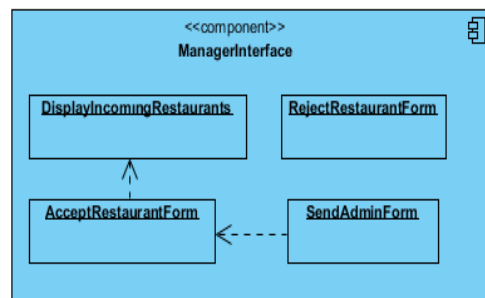 <<component>>
ManagerInterface
DisplayIncomingRestaurants
RejectRestaurantForm
AcceptRestaurantForm
SendAdminForm